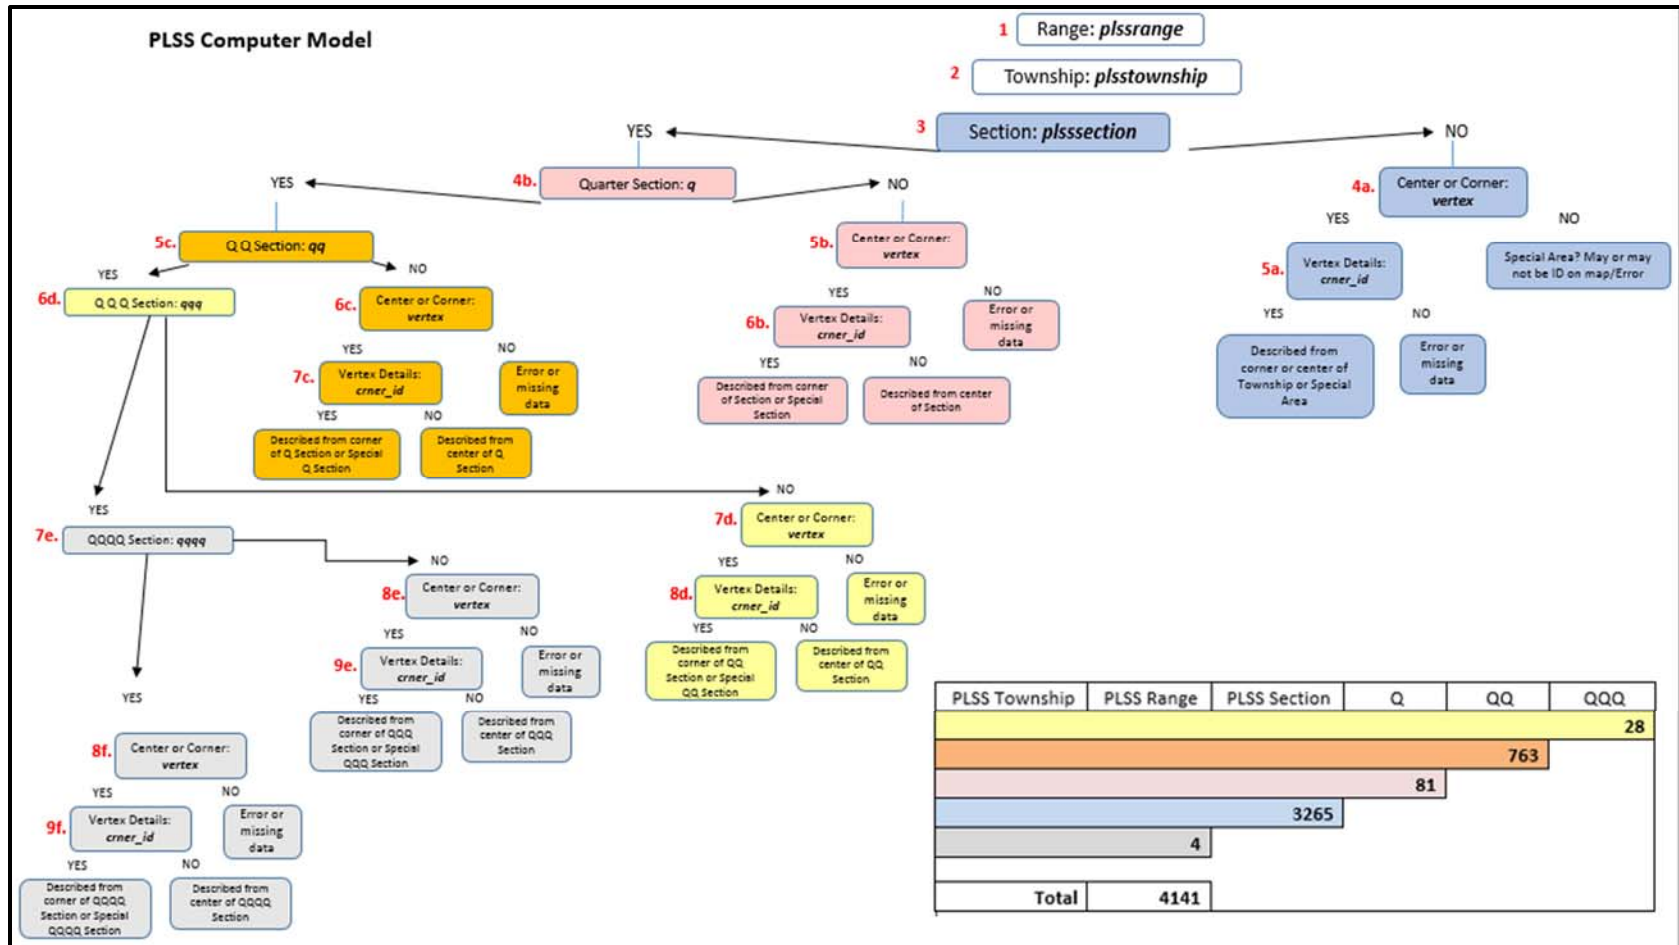 PLSS Computer Model
1 Range: plssrange
2 Township: plsstownship
3 Section: plsssection
YES
NO
4b. Quarter Section: q
YES
NO
4a. Center or Corner:
vertex
YES
NO
5c. Q Q Section: qq
YES
NO
5b. Center or Corner:
vertex
YES
NO
5a. Vertex Details:
crner_id
YES
NO
Special Area? May or may
not be ID on map/Error
Described from
corner or center of
Township or Special
Area
Error or
missing
data
6d. Q Q Q Section: qqq
6c. Center or Corner:
vertex
YES
NO
7c. Vertex Details:
crner_id
YES
NO
Error or
missing
data
Described from corner
of Q Section or Special
Q Section
Described from
center of Q
Section
6b. Vertex Details:
crner_id
YES
NO
Error or
missing
data
Described from corner
of Section or Special
Section
Described from center
of Section
YES
NO
7e. QQQQ Section: qqqq
YES
NO
7d. Center or Corner:
vertex
YES
NO
8d. Vertex Details:
crner_id
YES
NO
Error or
missing
data
Described from
corner of QQ
Section or Special
QQ Section
Described from
center of QQ
Section
8e. Center or Corner:
vertex
YES
NO
9e. Vertex Details:
crner_id
YES
NO
Error or
missing
data
Described from
corner of QQQ
Section or Special
QQQ Section
Described from
center of QQQ
Section
8f. Center or Corner:
vertex
YES
NO
9f. Vertex Details:
crner_id
YES
NO
Error or
missing
data
Described from
corner of QQQQ
Section or Special
QQQQ Section
Described from
center of QQQQ
Section
PLSS Township PLSS Range PLSS Section Q QQ QQQ
28
763
81
3265
4
Total 4141